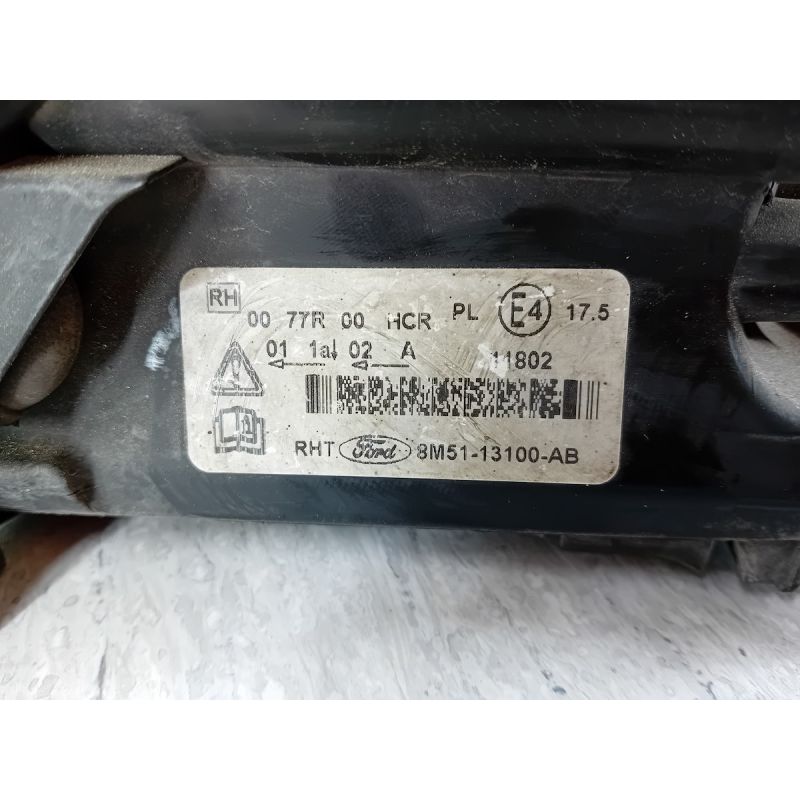 RH
00 77R 00 HCR PL E4 17.5
01 1a 02 A 11802
RHT Ford 8M51-13100-AB